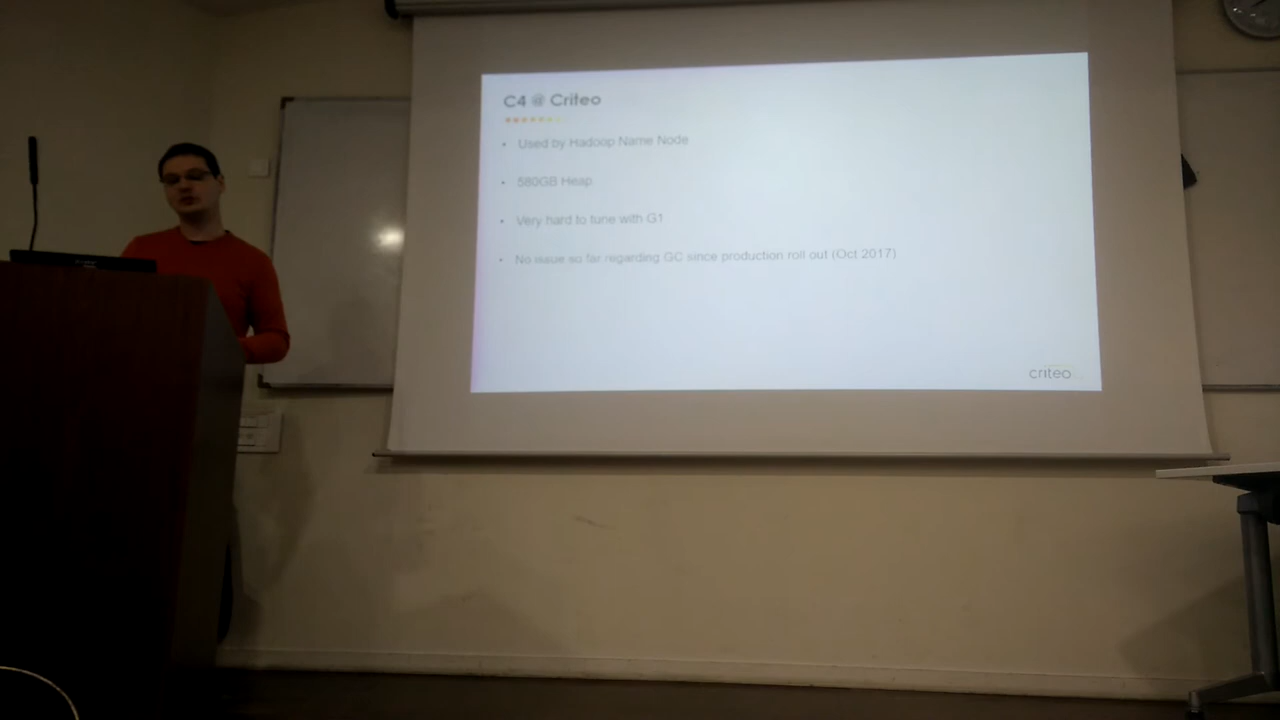 C4 @ Criteo
• Used by Hadoop Name Node
• 580GB Heap
• Very hard to tune with G1
• No issue so far regarding GC since production roll out (Oct 2017)
criteo